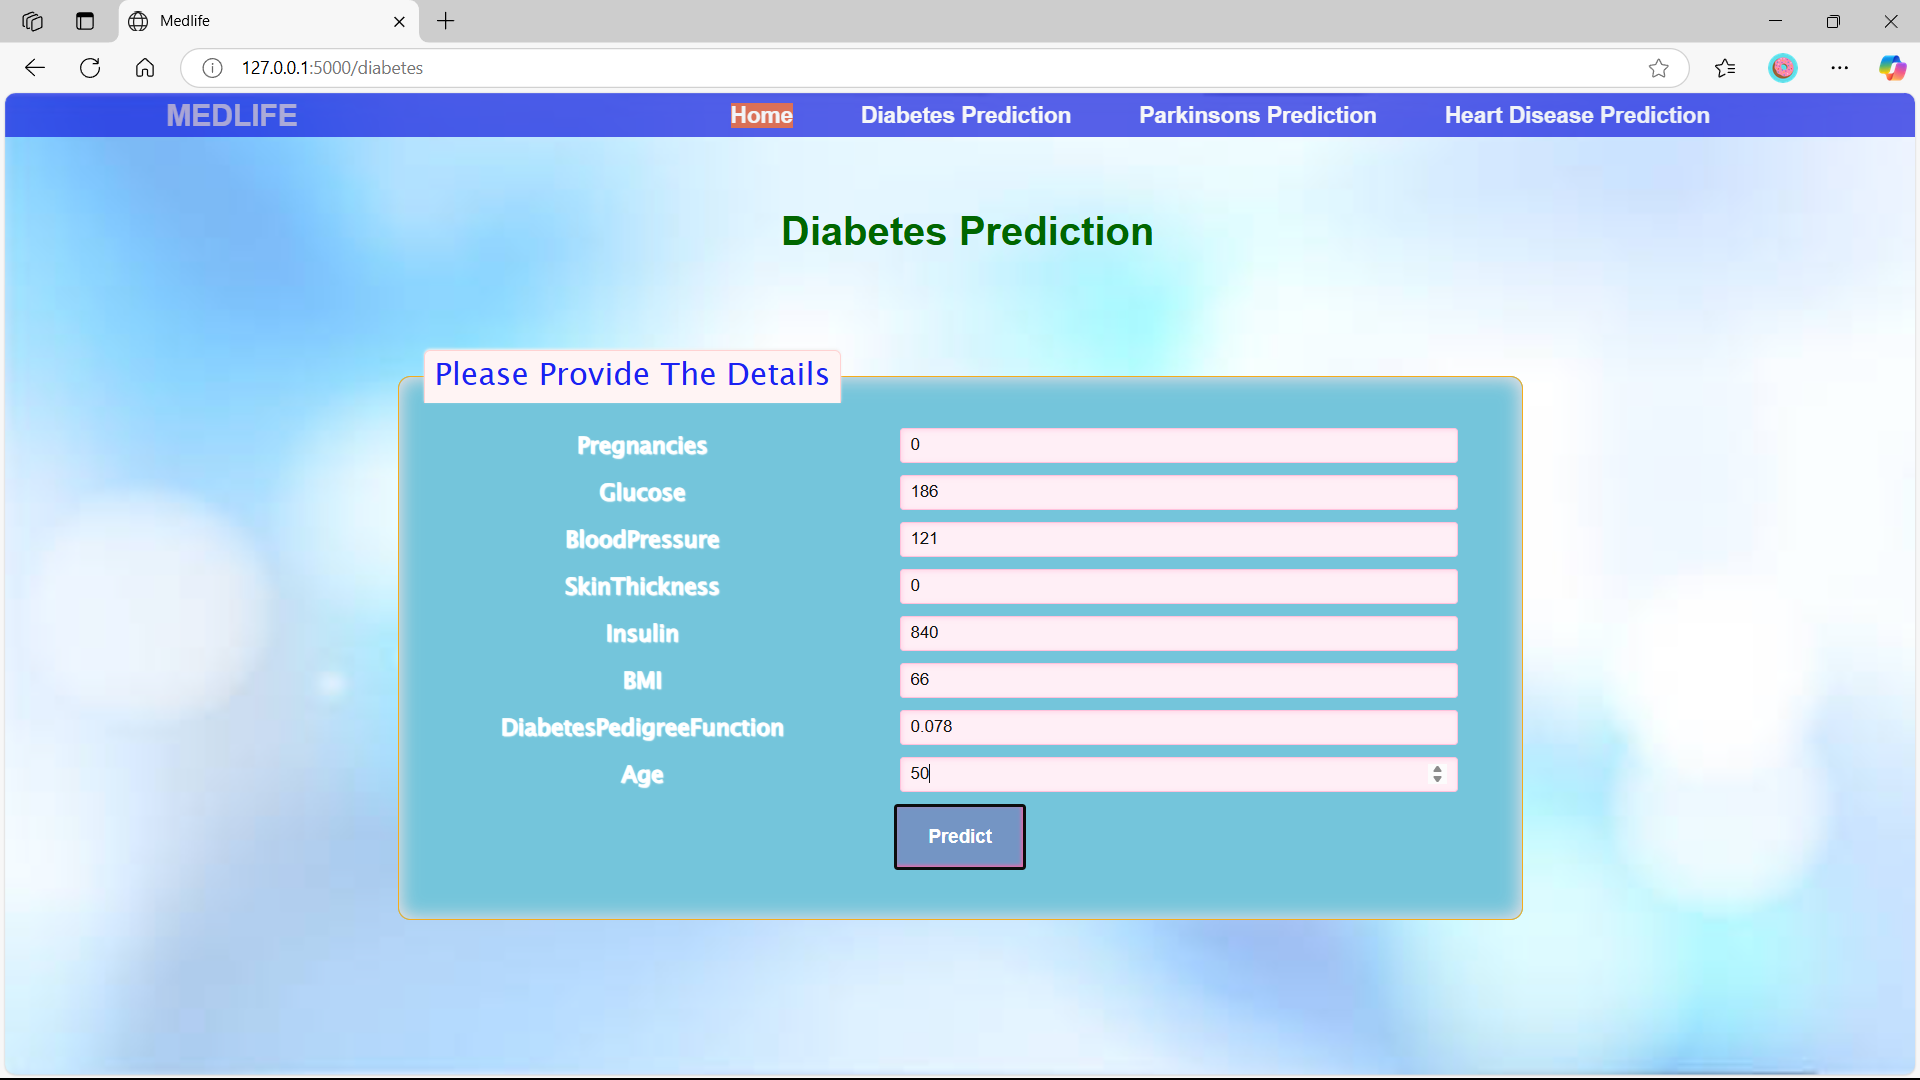 Medlife
127.0.0.1:5000/diabetes
MEDLIFE Home Diabetes Prediction Parkinsons Prediction Heart Disease Prediction
Diabetes Prediction
Please Provide The Details
Pregnancies 0
Glucose 186
BloodPressure 121
SkinThickness 0
Insulin 840
BMI 66
DiabetesPedigreeFunction 0.078
Age 50
Predict